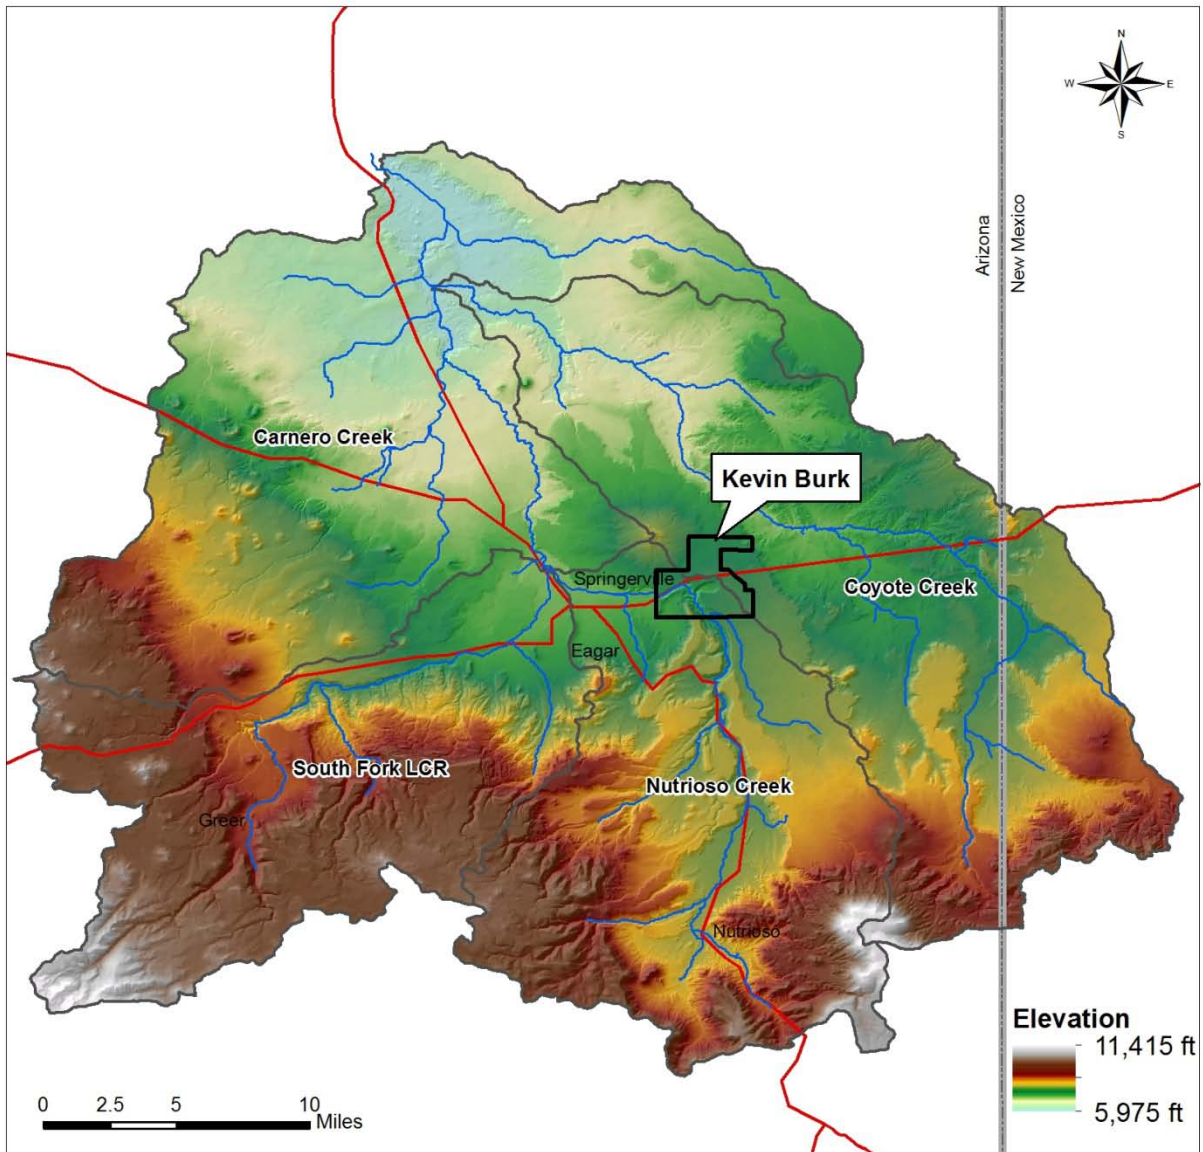 N
W
E
S
Arizona
New Mexico
Carnero Creek
Kevin Burk
Springerville
Coyote Creek
Eagar
South Fork LCR
Nutrioso Creek
Greer
Nutrioso
Elevation
11,415 ft
5,975 ft
0 2.5 5 10
Miles